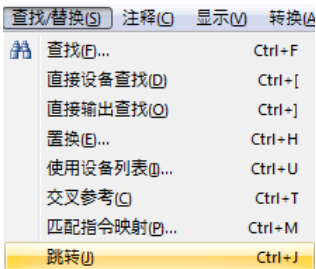 查找/替换(S) 注释(C) 显示(V) 转换(A
查找(F)... Ctrl+F
直接设备查找(D) Ctrl+[
直接输出查找(O) Ctrl+]
置换(E)... Ctrl+H
使用设备列表(I)... Ctrl+U
交叉参考(C) Ctrl+T
匹配指令映射(P)... Ctrl+M
跳转(J) Ctrl+J